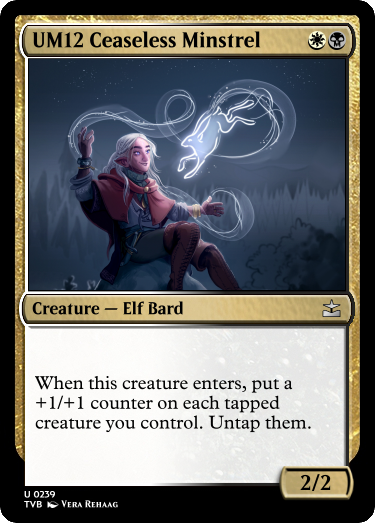 UM12 Ceaseless Minstrel
Creature — Elf Bard
When this creature enters, put a
+1/+1 counter on each tapped
creature you control. Untap them.
2/2
U 0239
TVB Vera Rehaag